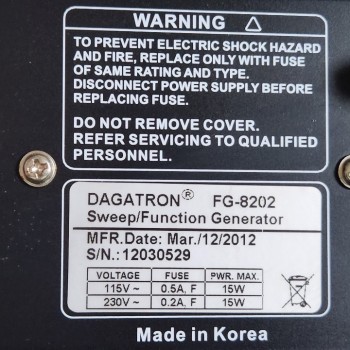 WARNING
TO PREVENT ELECTRIC SHOCK HAZARD
AND FIRE, REPLACE ONLY WITH FUSE
OF SAME RATING AND TYPE.
DISCONNECT POWER SUPPLY BEFORE
REPLACING FUSE.
DO NOT REMOVE COVER.
REFER SERVICING TO QUALIFIED
PERSONNEL.
DAGATRON® FG-8202
Sweep/Function Generator
MFR.Date: Mar./12/2012
S/N.: 12030529
VOLTAGE FUSE PWR. MAX.
115V ~ 0.5A, F 15W
230V ~ 0.2A, F 15W
Made in Korea